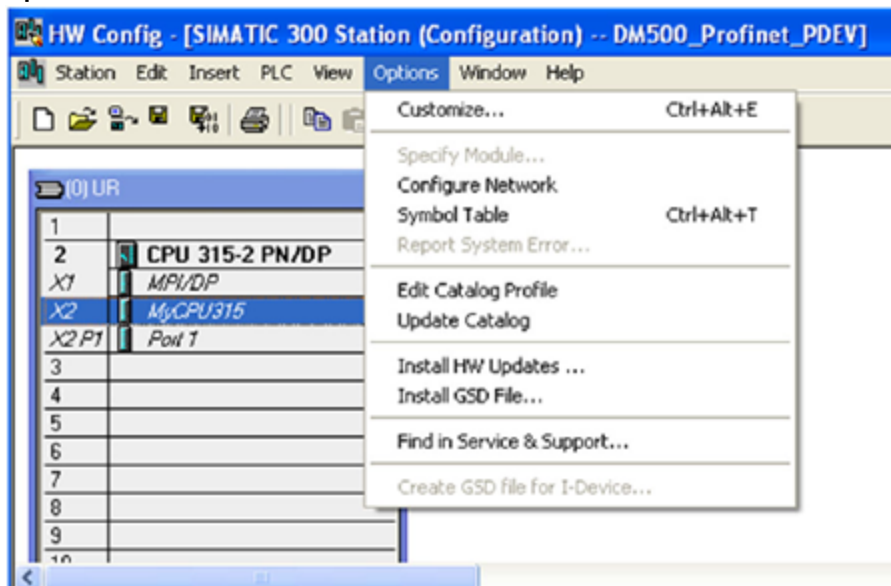 HW Config - [SIMATIC 300 Station (Configuration) -- DM500_Profinet_PDEV]
Station Edit Insert PLC View Options Window Help
Customize... Ctrl+Alt+E
Specify Module...
Configure Network
Symbol Table Ctrl+Alt+T
Report System Error...
Edit Catalog Profile
Update Catalog
Install HW Updates ...
Install GSD File...
Find in Service & Support...
Create GSD file for I-Device...
(0) UR
1
2 CPU 315-2 PN/DP
X1 MPI/DP
X2 MyCPU315
X2 P1 Port 1
3
4
5
6
7
8
9
10